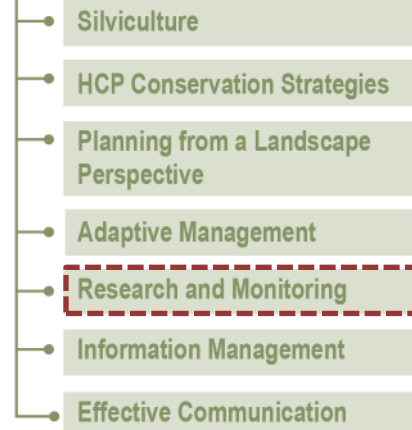 Silviculture
HCP Conservation Strategies
Planning from a Landscape
Perspective
Adaptive Management
Research and Monitoring
Information Management
Effective Communication